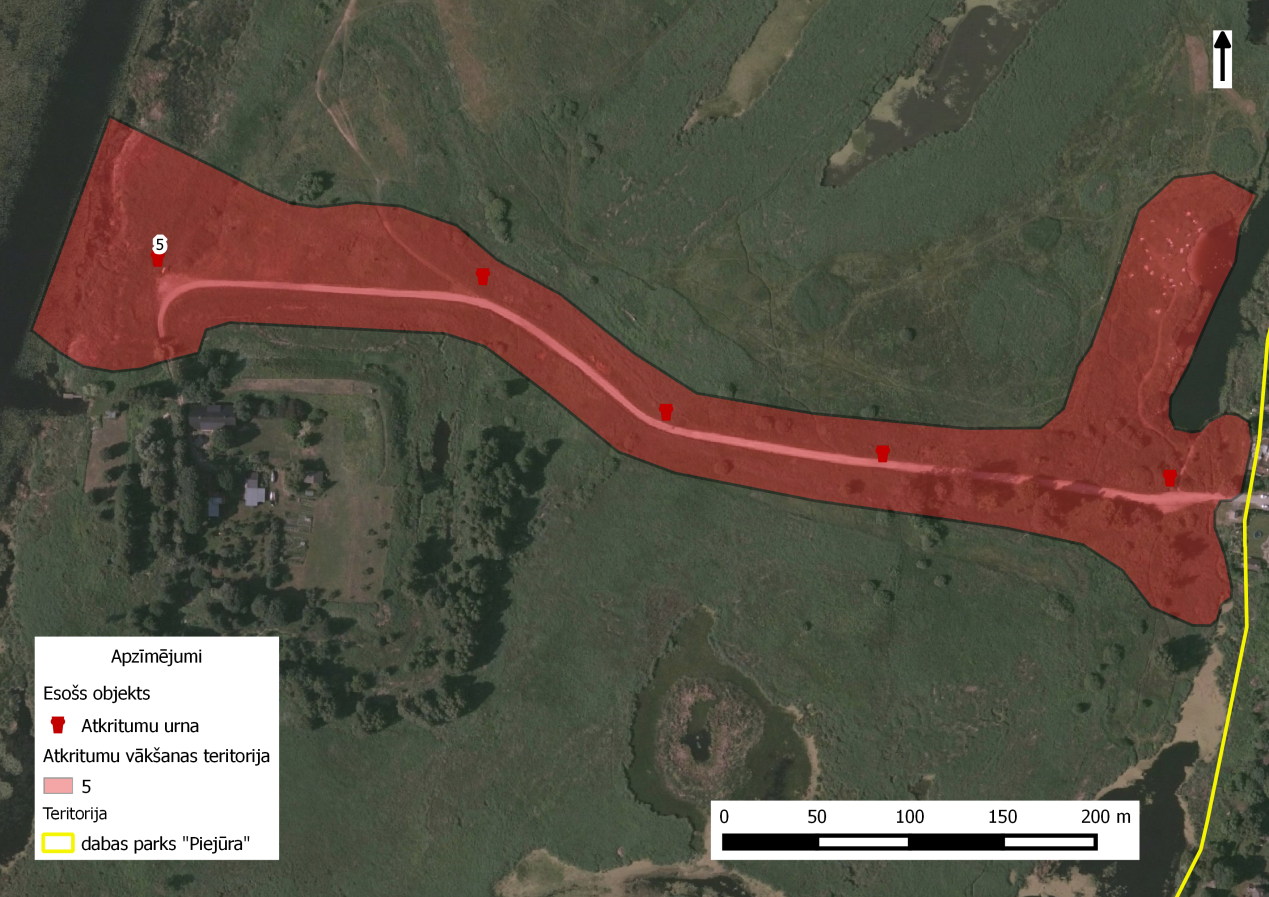 5
Apzīmējumi
Esošs objekts
Atkritumu urna
Atkritumu vākšanas teritorija
5
Teritorija
dabas parks "Piejūra"
0 50 100 150 200 m